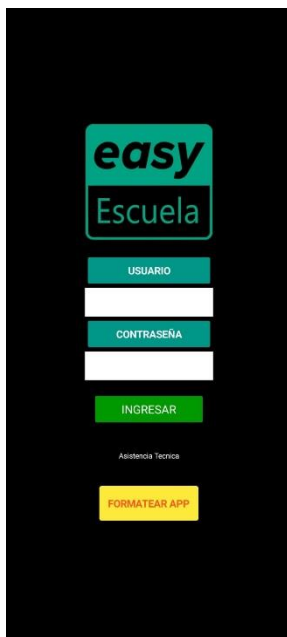 easy
Escuela
USUARIO
CONTRASEÑA
INGRESAR
Asistencia Tecnica
FORMATEAR APP